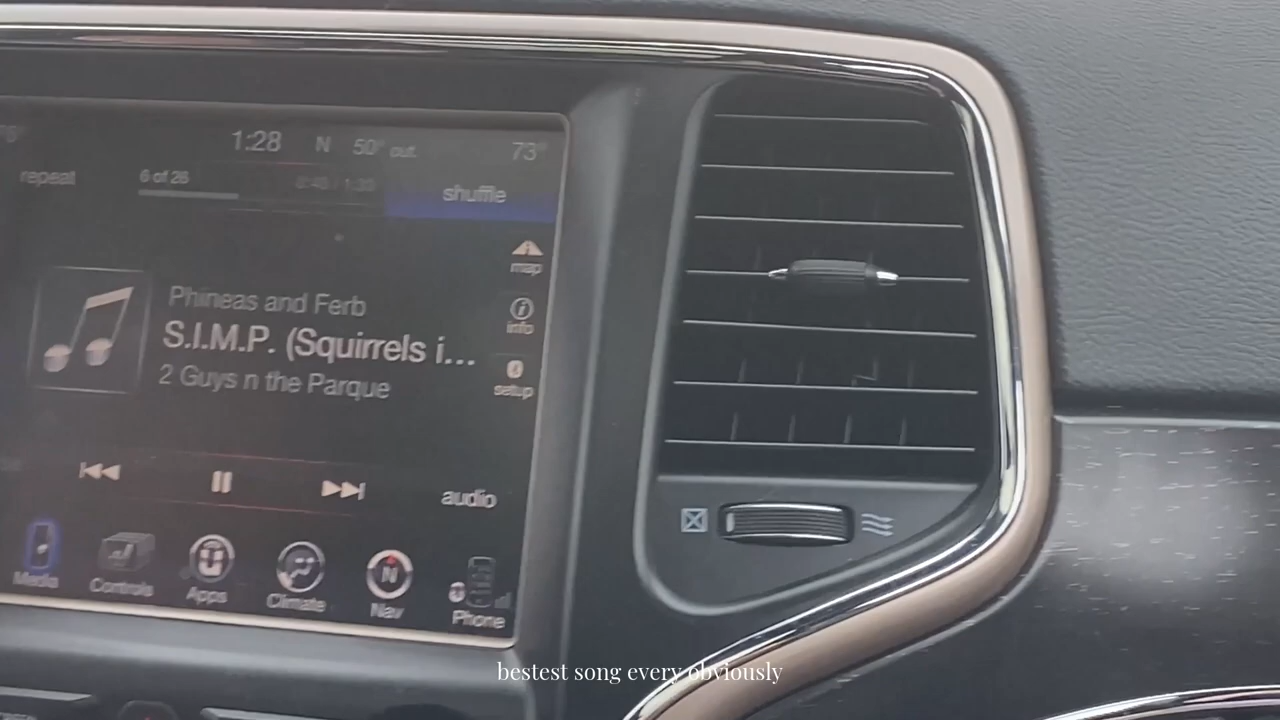 1:28 N 50° out. 73°
repeat 6 of 26 shuffle
map
Phineas and Ferb
info
S.I.M.P. (Squirrels i...
2 Guys n the Parque
setup
audio
Media Controls Apps Climate Nav Phone
bestest song every obviously